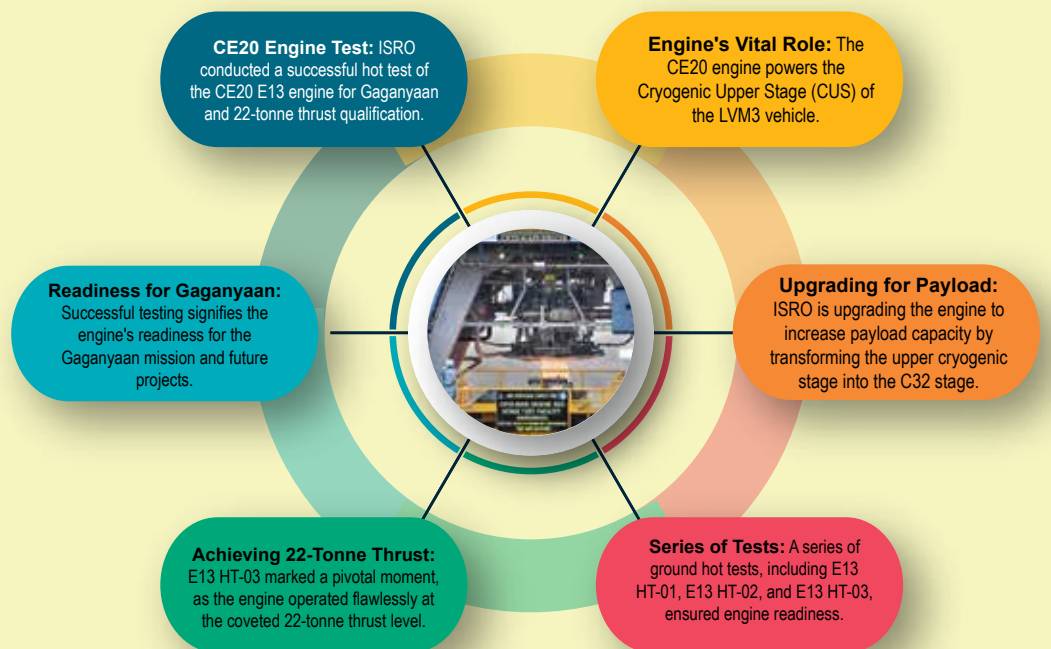 CE20 Engine Test: ISRO
conducted a successful hot test of
the CE20 E13 engine for Gaganyaan
and 22-tonne thrust qualification.
Engine's Vital Role: The
CE20 engine powers the
Cryogenic Upper Stage (CUS) of
the LVM3 vehicle.
Readiness for Gaganyaan:
Successful testing signifies the
engine's readiness for the
Gaganyaan mission and future
projects.
Upgrading for Payload:
ISRO is upgrading the engine to
increase payload capacity by
transforming the upper cryogenic
stage into the C32 stage.
Achieving 22-Tonne Thrust:
E13 HT-03 marked a pivotal moment,
as the engine operated flawlessly at
the coveted 22-tonne thrust level.
Series of Tests: A series of
ground hot tests, including E13
HT-01, E13 HT-02, and E13 HT-03,
ensured engine readiness.